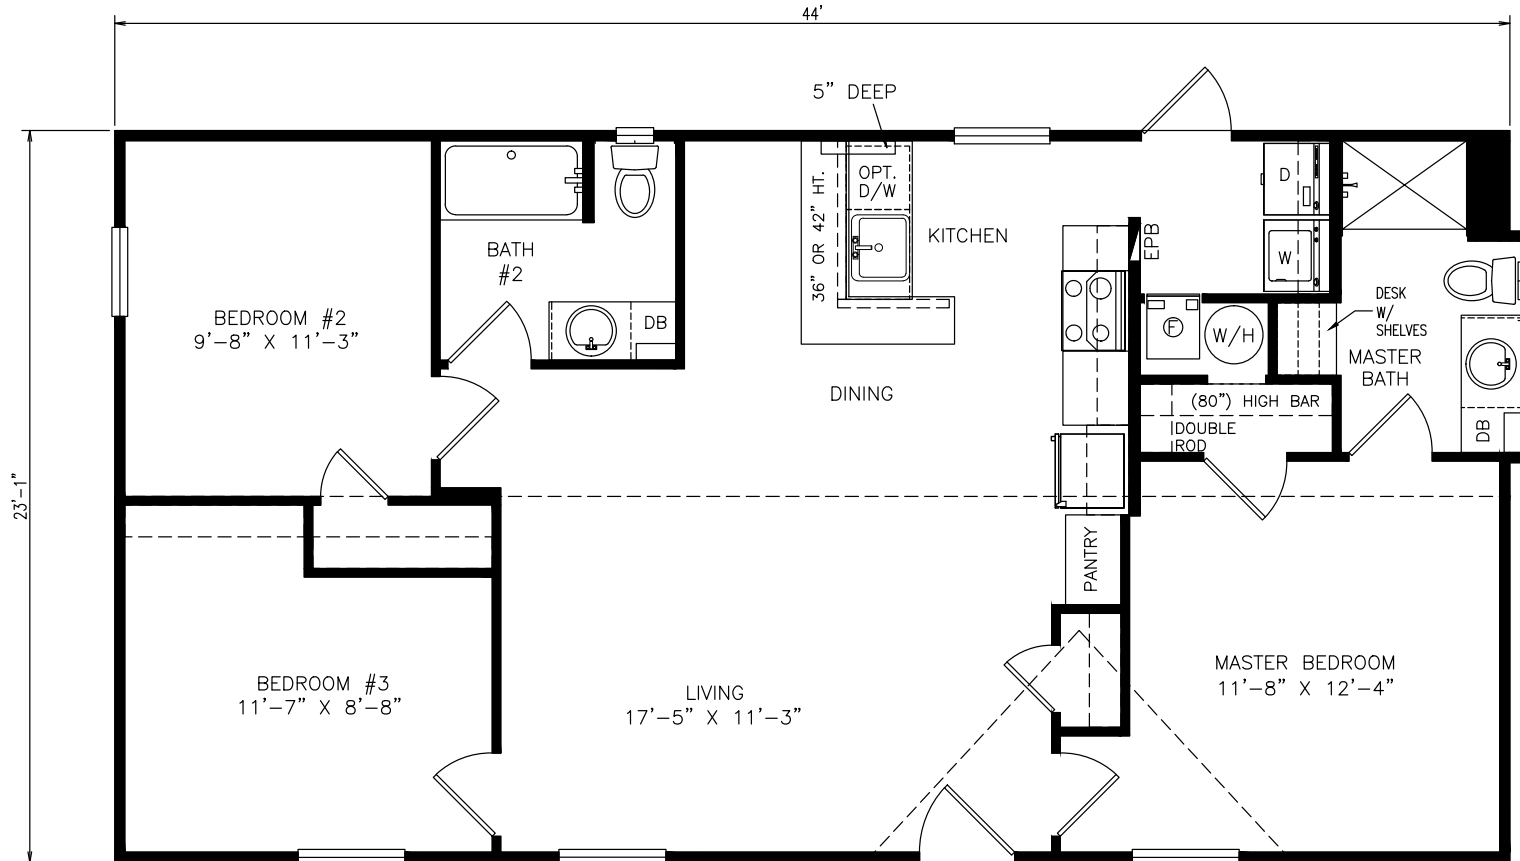 44'
5" DEEP
OPT.
D/W
36" OR 42" HT.
KITCHEN
EPB
D
W
BATH
#2
DB
BEDROOM #2
9'-8" X 11'-3"
F
W/H
DESK
W/
SHELVES
MASTER
BATH
DB
DINING
(80") HIGH BAR
DOUBLE
ROD
23'-1"
PANTRY
BEDROOM #3
11'-7" X 8'-8"
LIVING
17'-5" X 11'-3"
MASTER BEDROOM
11'-8" X 12'-4"